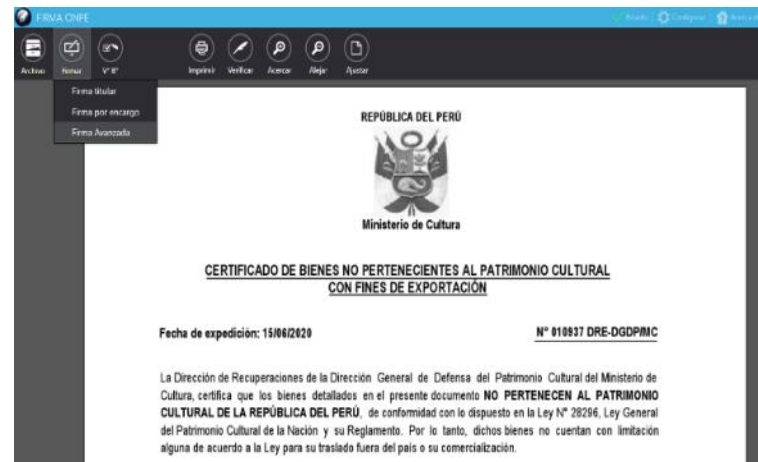 FIRMA ONPE
Configurar
Archivo Firmar V° B° Imprimir Verificar Acercar Alejar Ajustar
Firma titular
Firma por encargo
Firma Avanzada
REPÚBLICA DEL PERÚ
Ministerio de Cultura
CERTIFICADO DE BIENES NO PERTENECIENTES AL PATRIMONIO CULTURAL
CON FINES DE EXPORTACIÓN
Fecha de expedición: 15/06/2020 N° 010937 DRE-DGDP/MC
La Dirección de Recuperaciones de la Dirección General de Defensa del Patrimonio Cultural del Ministerio de
Cultura, certifica que los bienes detallados en el presente documento NO PERTENECEN AL PATRIMONIO
CULTURAL DE LA REPÚBLICA DEL PERÚ, de conformidad con lo dispuesto en la Ley N° 28296, Ley General
del Patrimonio Cultural de la Nación y su Reglamento. Por lo tanto, dichos bienes no cuentan con limitación
alguna de acuerdo a la Ley para su traslado fuera del país o su comercialización.